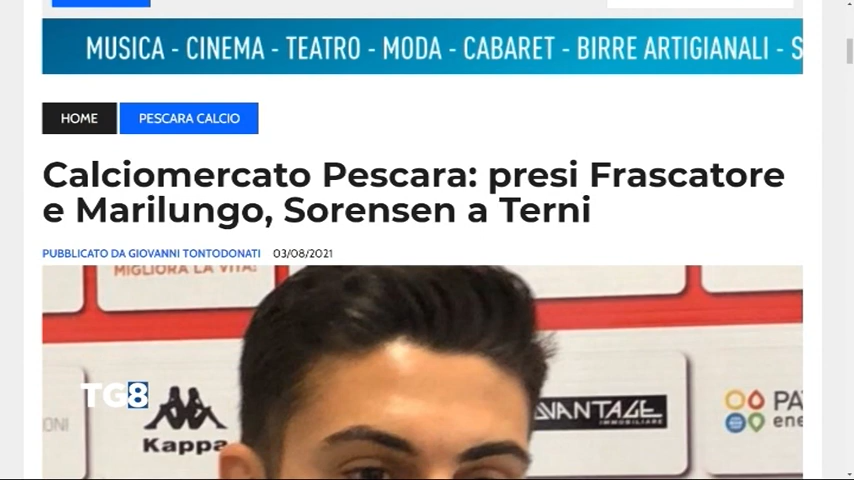 MUSICA - CINEMA - TEATRO - MODA - CABARET - BIRRE ARTIGIANALI - S
HOME
PESCARA CALCIO
Calciomercato Pescara: presi Frascatore
e Marilungo, Sorensen a Terni
PUBBLICATO DA GIOVANNI TONTODONATI 03/08/2021
MIGLIORA LA VITA!
TG8
Kappa
VANTAGE
IMMOBILIARE
PA
ene